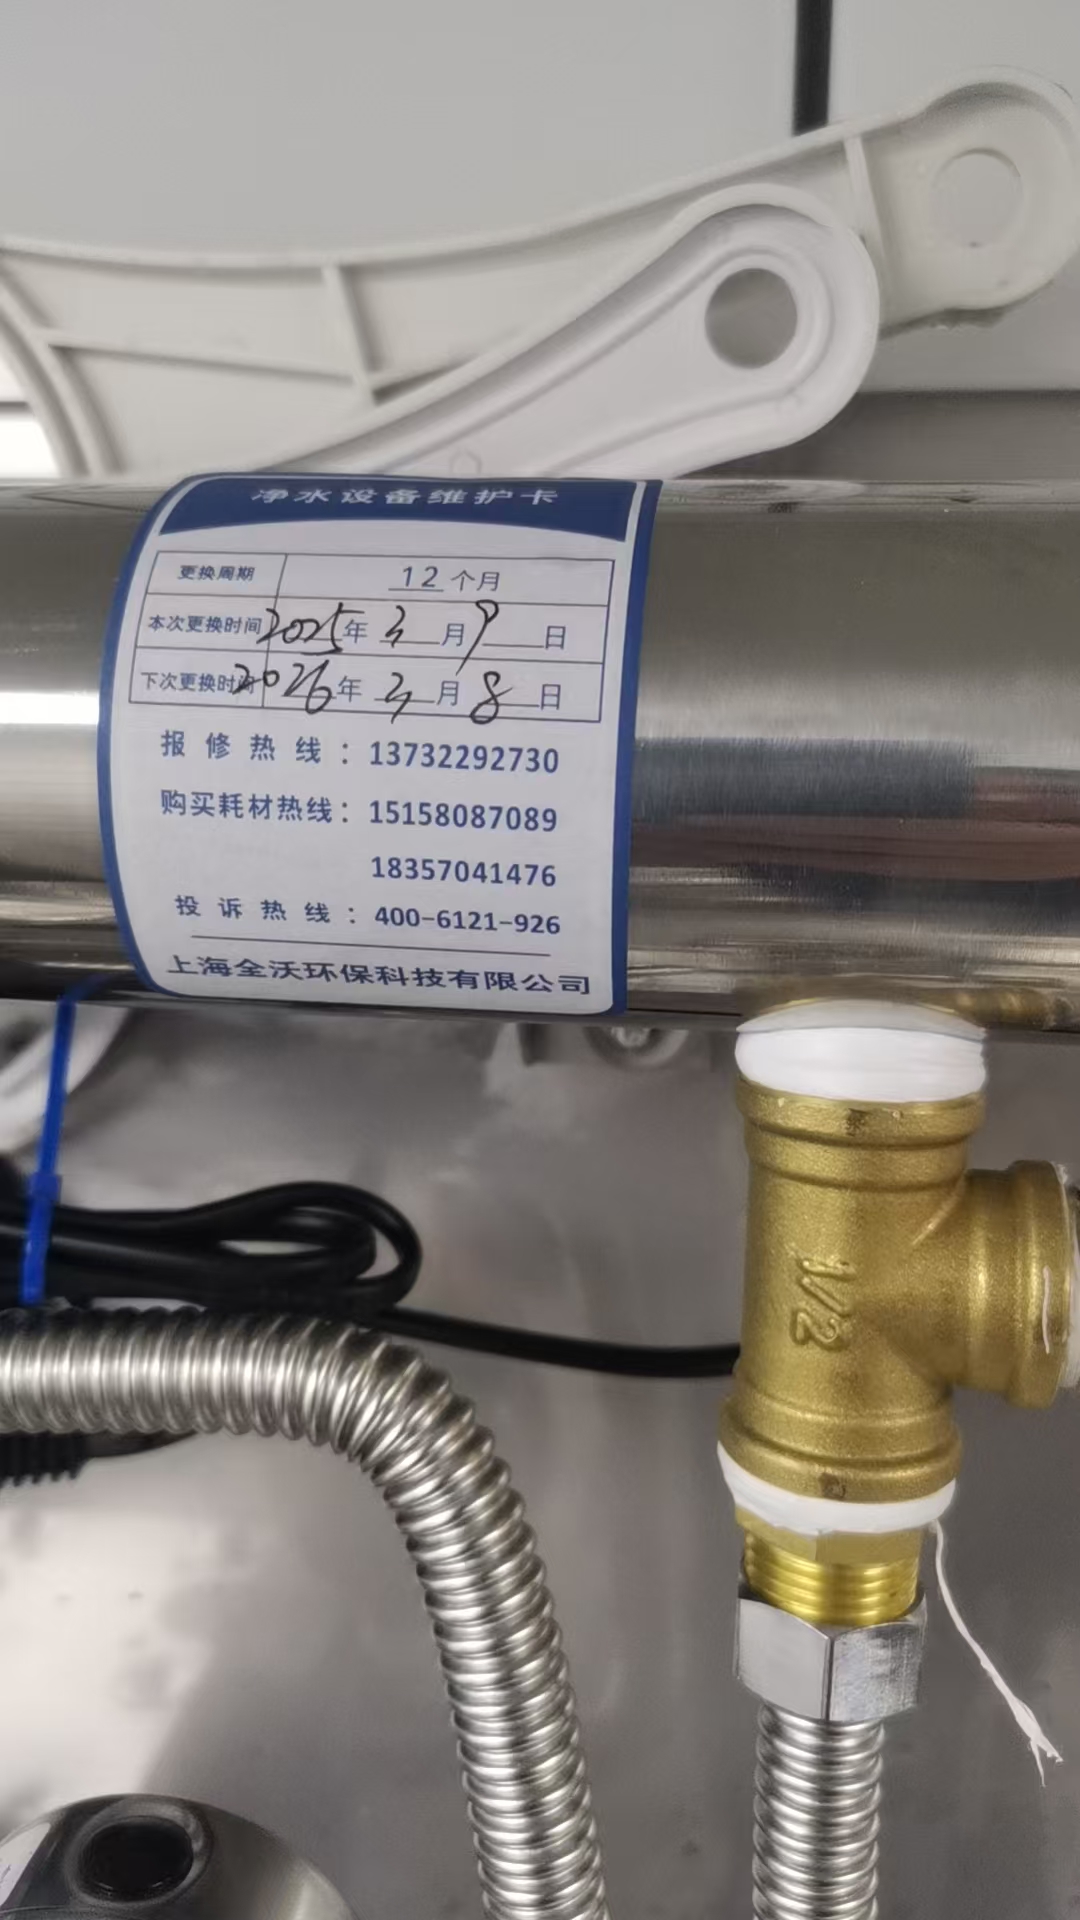 净水设备维护卡
更换周期 12个月
本次更换时间 2025年3月9日
下次更换时间 2026年3月8日
报修热线：13732292730
购买耗材热线：15158087089
18357041476
投诉热线：400-6121-926
上海全沃环保科技有限公司
1/2